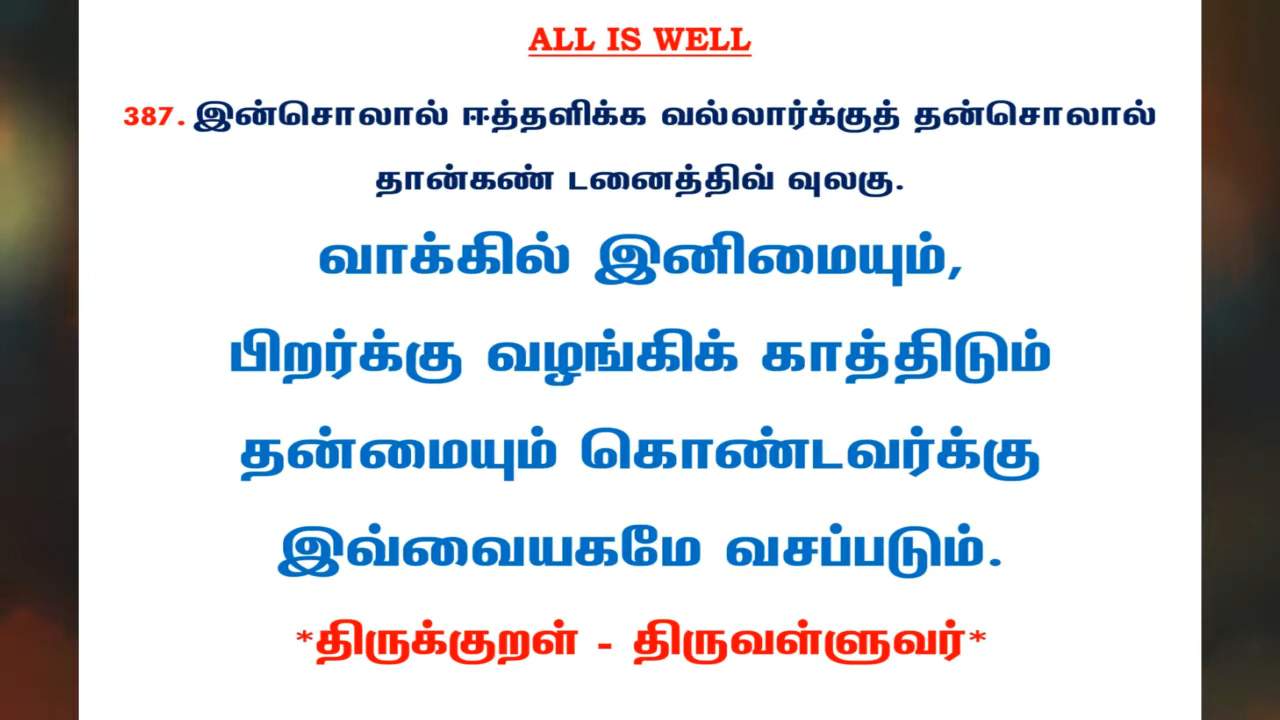 ALL IS WELL
387. இன்சொலால் ஈத்தளிக்க வல்லார்க்குத் தன்சொலால்
தான்கண் டனைத்திவ் வுலகு.
வாக்கில் இனிமையும்,
பிறர்க்கு வழங்கிக் காத்திடும்
தன்மையும் கொண்டவர்க்கு
இவ்வையகமே வசப்படும்.
*திருக்குறள் - திருவள்ளுவர்*